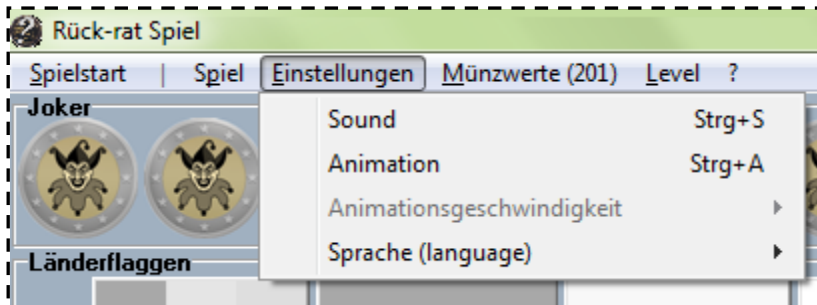 Rück-rat Spiel
Spielstart | Spiel Einstellungen Münzwerte (201) Level ?
Joker
Sound Strg+S
Animation Strg+A
Animationsgeschwindigkeit
Sprache (language)
Länderflaggen